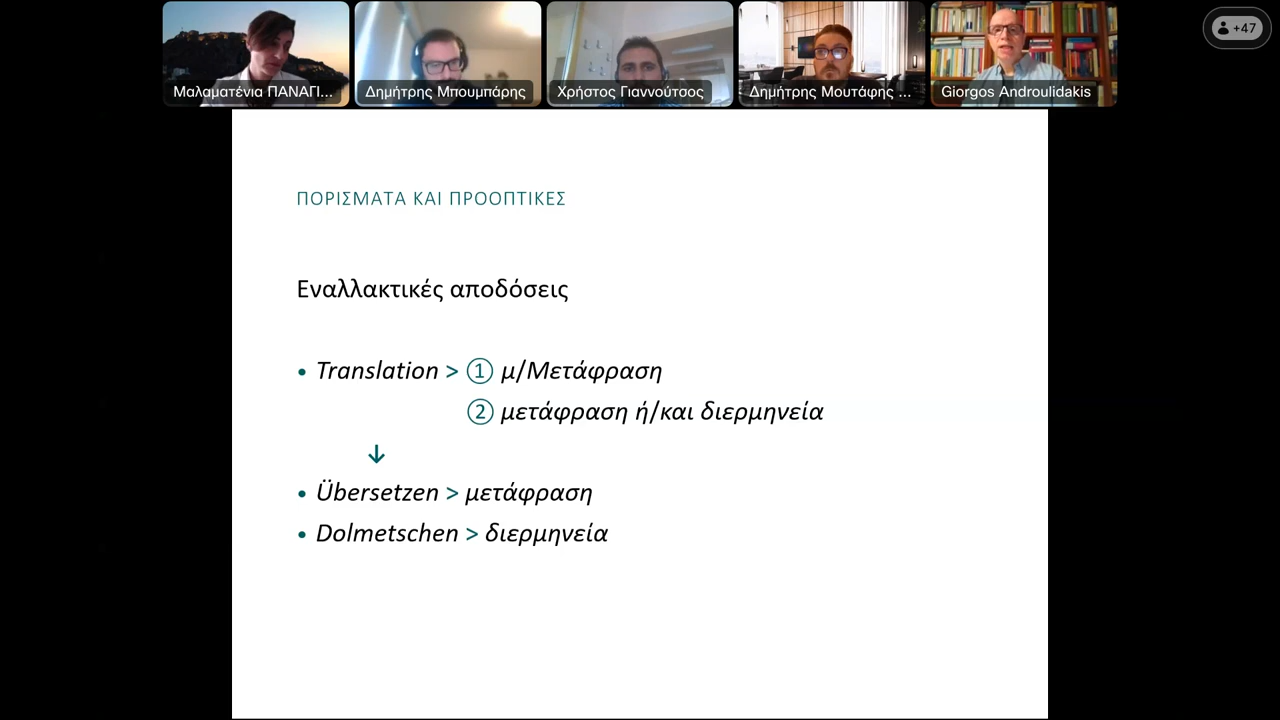 Μαλαματένια ΠΑΝΑΓΙ...
Δημήτρης Μπουμπάρης
Χρήστος Γιαννούτσος
Δημήτρης Μουτάφης ...
Giorgos Androulidakis
+47
ΠΟΡΙΣΜΑΤΑ ΚΑΙ ΠΡΟΟΠΤΙΚΕΣ
Εναλλακτικές αποδόσεις
• Translation > ① μ/Μετάφραση
② μετάφραση ή/και διερμηνεία
↓
• Übersetzen > μετάφραση
• Dolmetschen > διερμηνεία